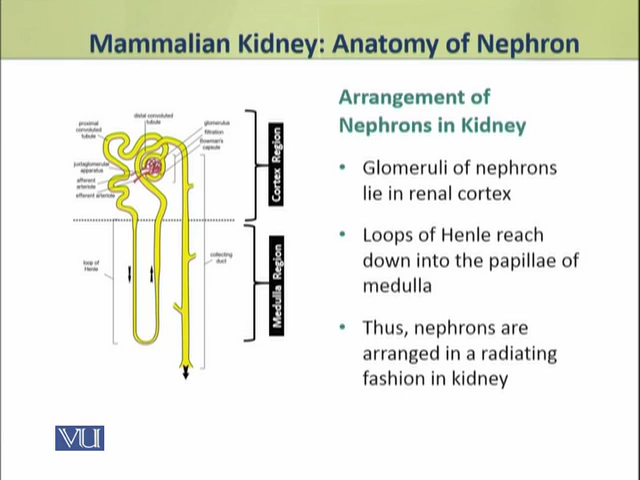 Mammalian Kidney: Anatomy of Nephron
proximal
convoluted
tubule
distal convoluted
tubule
glomerulus
filtration
Bowman's
capsule
juxtaglomerular
apparatus
afferent
arteriole
efferent arteriole
loop of
Henle
collecting
duct
Cortex Region
Medulla Region
Arrangement of
Nephrons in Kidney
• Glomeruli of nephrons
lie in renal cortex
• Loops of Henle reach
down into the papillae of
medulla
• Thus, nephrons are
arranged in a radiating
fashion in kidney
VU